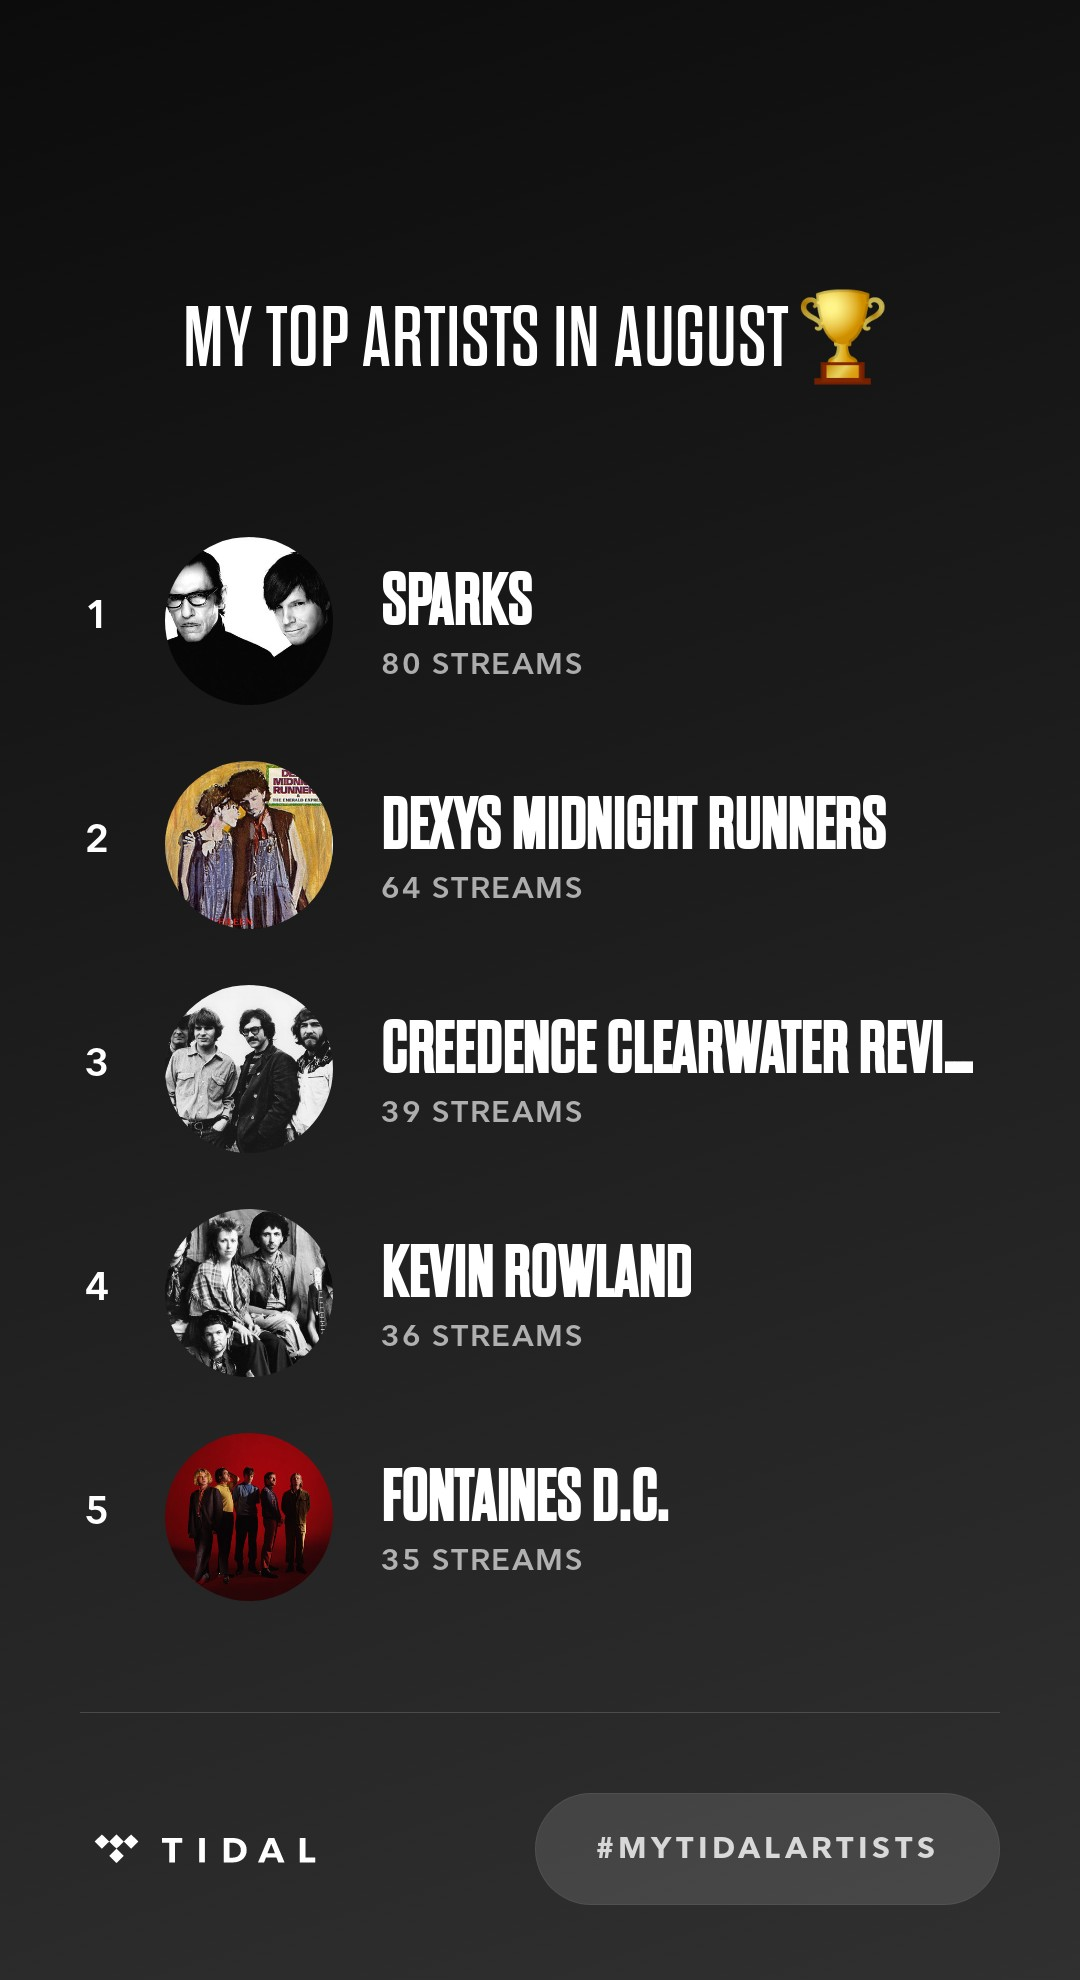 MY TOP ARTISTS IN AUGUST 🏆
1
SPARKS
80 STREAMS
2
DEXYS MIDNIGHT RUNNERS
64 STREAMS
3
CREEDENCE CLEARWATER REVI...
39 STREAMS
4
KEVIN ROWLAND
36 STREAMS
5
FONTAINES D.C.
35 STREAMS
TIDAL
#MYTIDALARTISTS